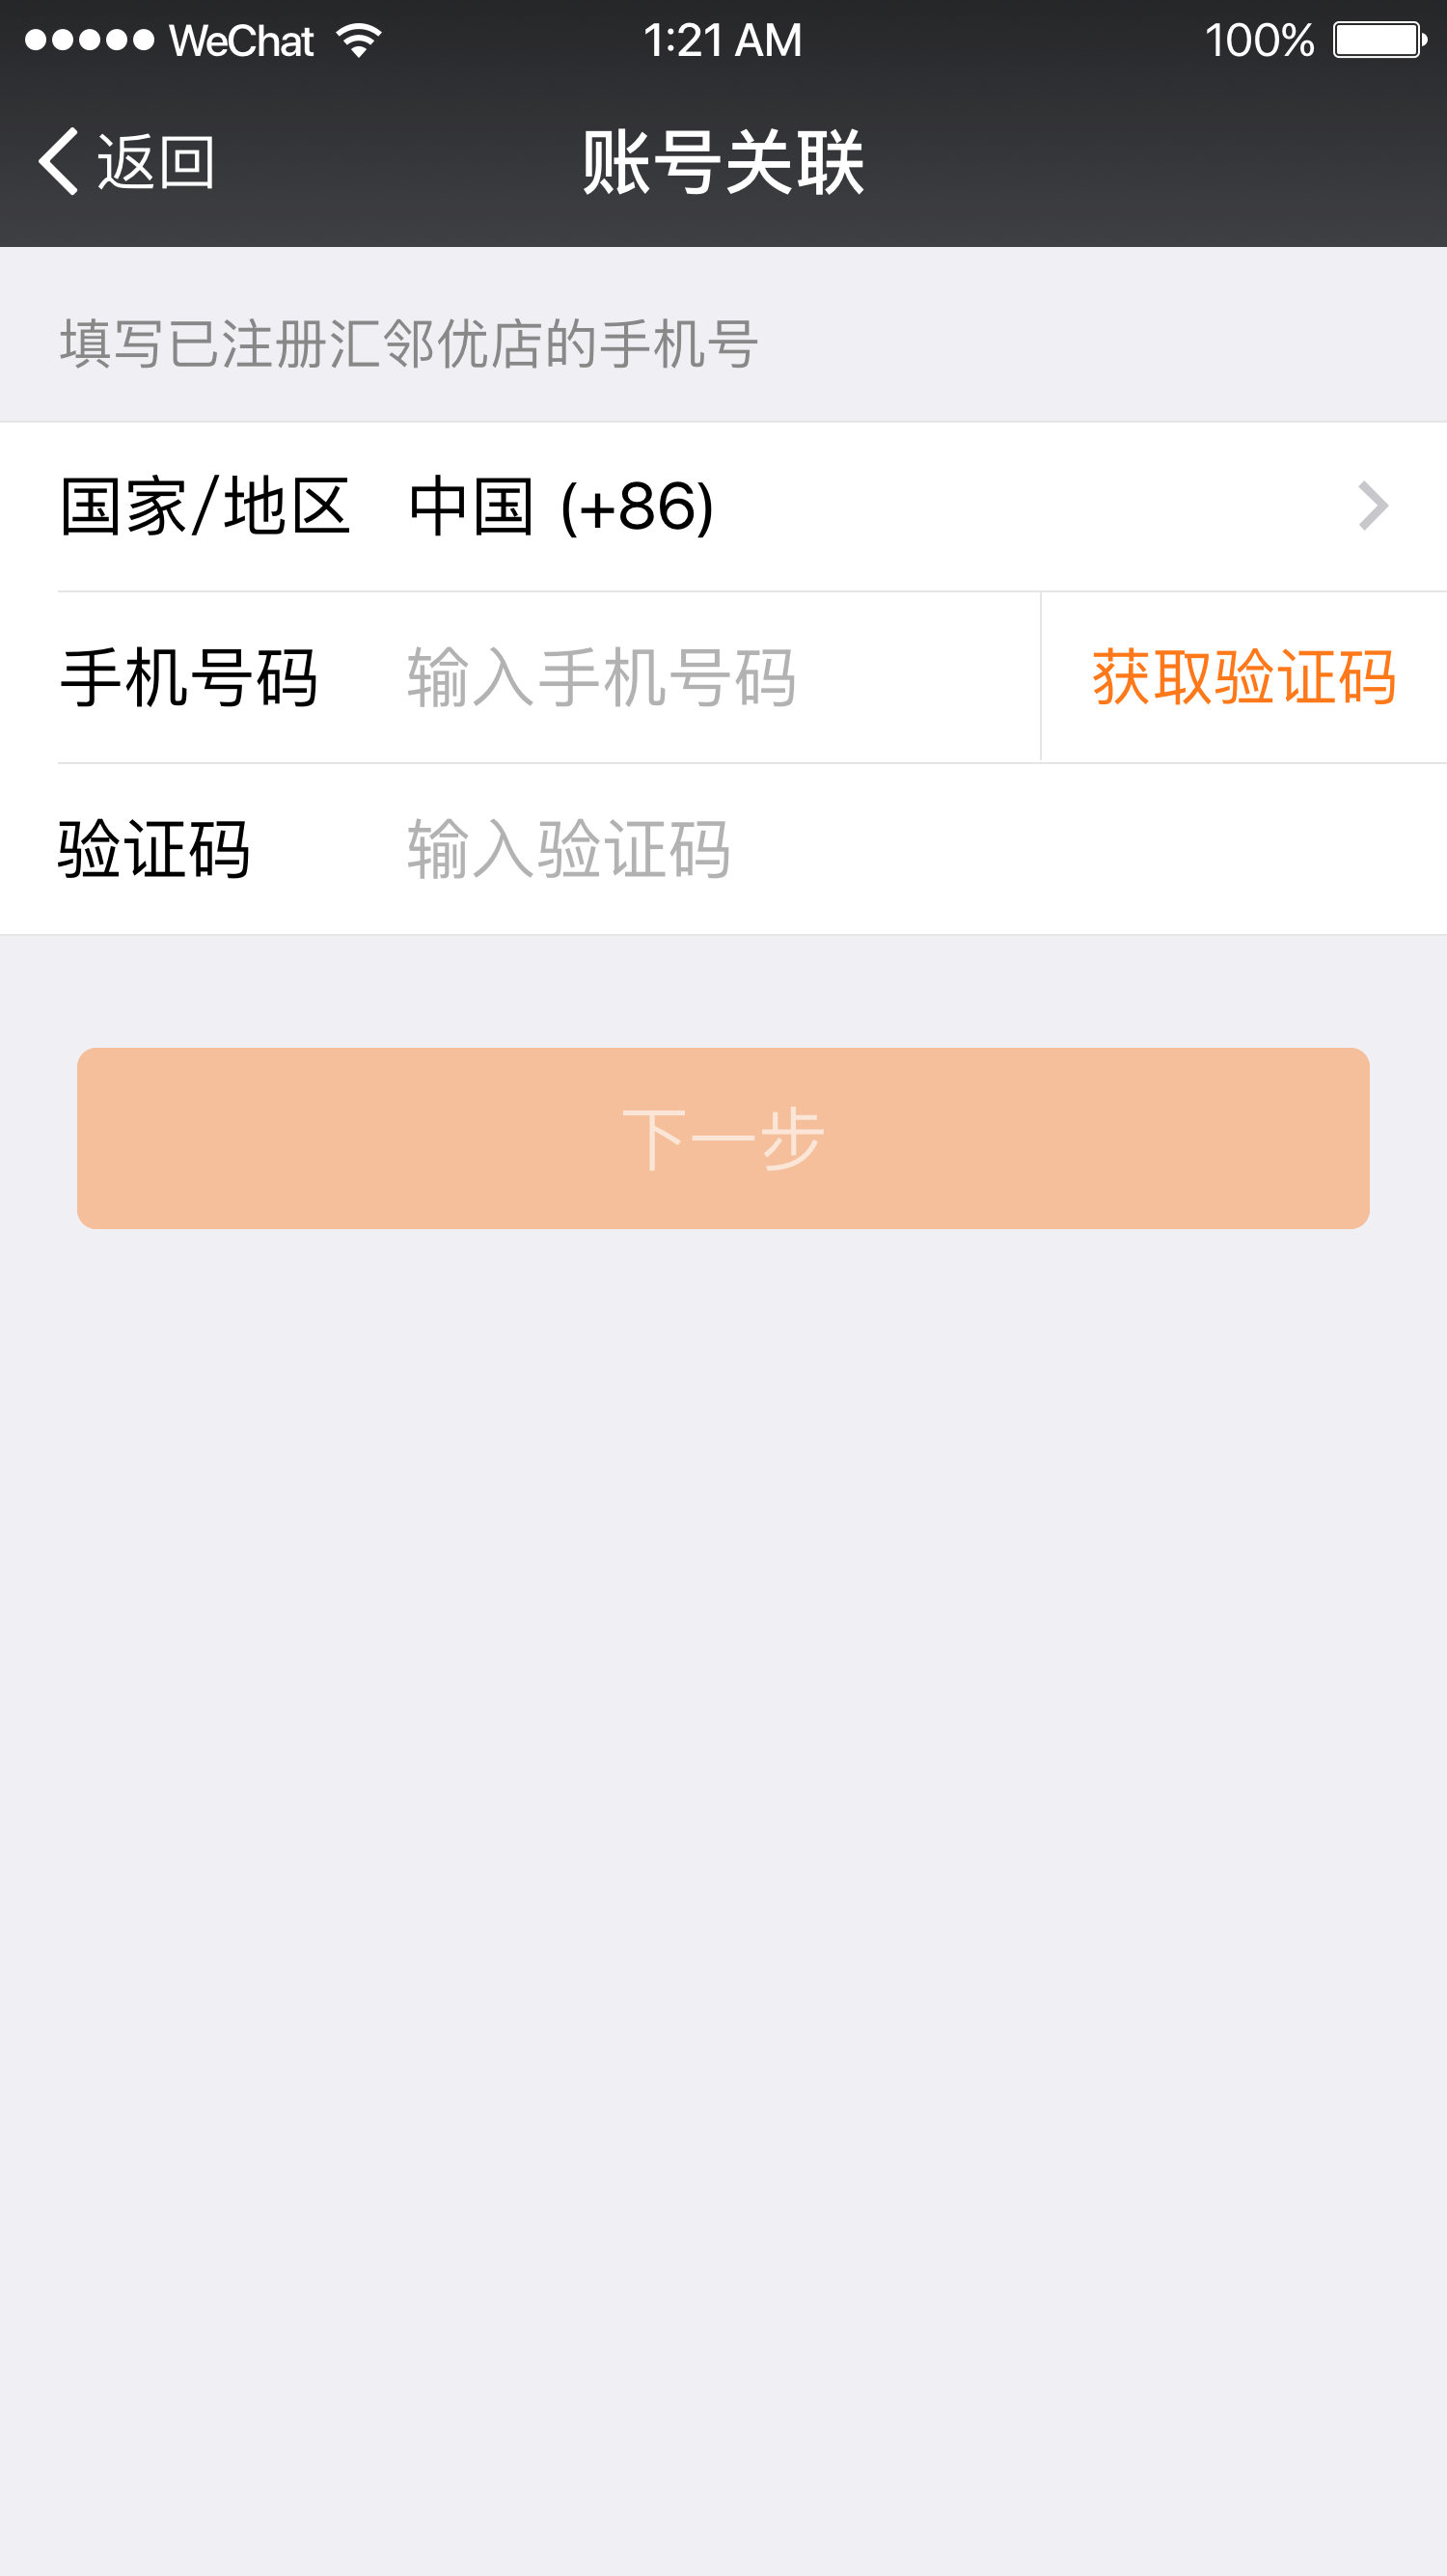 WeChat 1:21 AM 100%
返回 账号关联
填写已注册汇邻优店的手机号
国家/地区 中国 (+86)
手机号码 输入手机号码 获取验证码
验证码 输入验证码
下一步